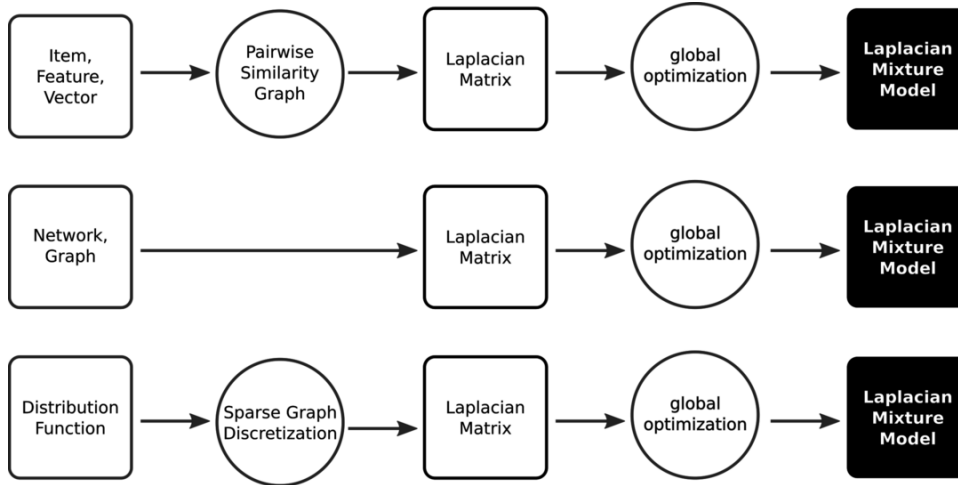 Item,
Feature,
Vector
Pairwise
Similarity
Graph
Laplacian
Matrix
global
optimization
Laplacian
Mixture
Model
Network,
Graph
Laplacian
Matrix
global
optimization
Laplacian
Mixture
Model
Distribution
Function
Sparse Graph
Discretization
Laplacian
Matrix
global
optimization
Laplacian
Mixture
Model